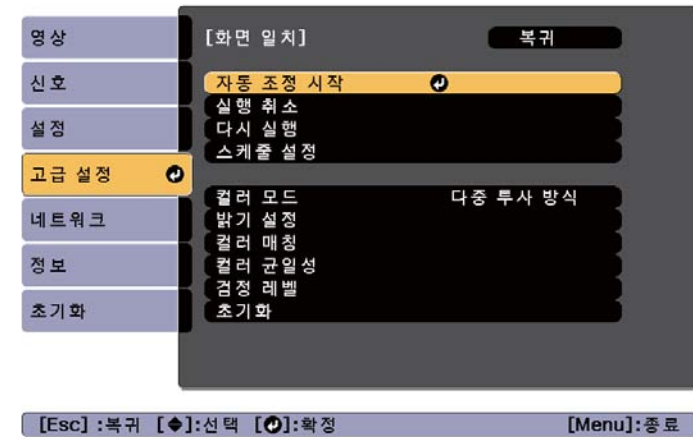 영상
신호
설정
고급 설정
네트워크
정보
초기화
[화면 일치] 복귀
자동 조정 시작
실행 취소
다시 실행
스케줄 설정
컬러 모드 다중 투사 방식
밝기 설정
컬러 매칭
컬러 균일성
검정 레벨
초기화
[Esc] :복귀 [◆]:선택 [↵]:확정 [Menu]:종료